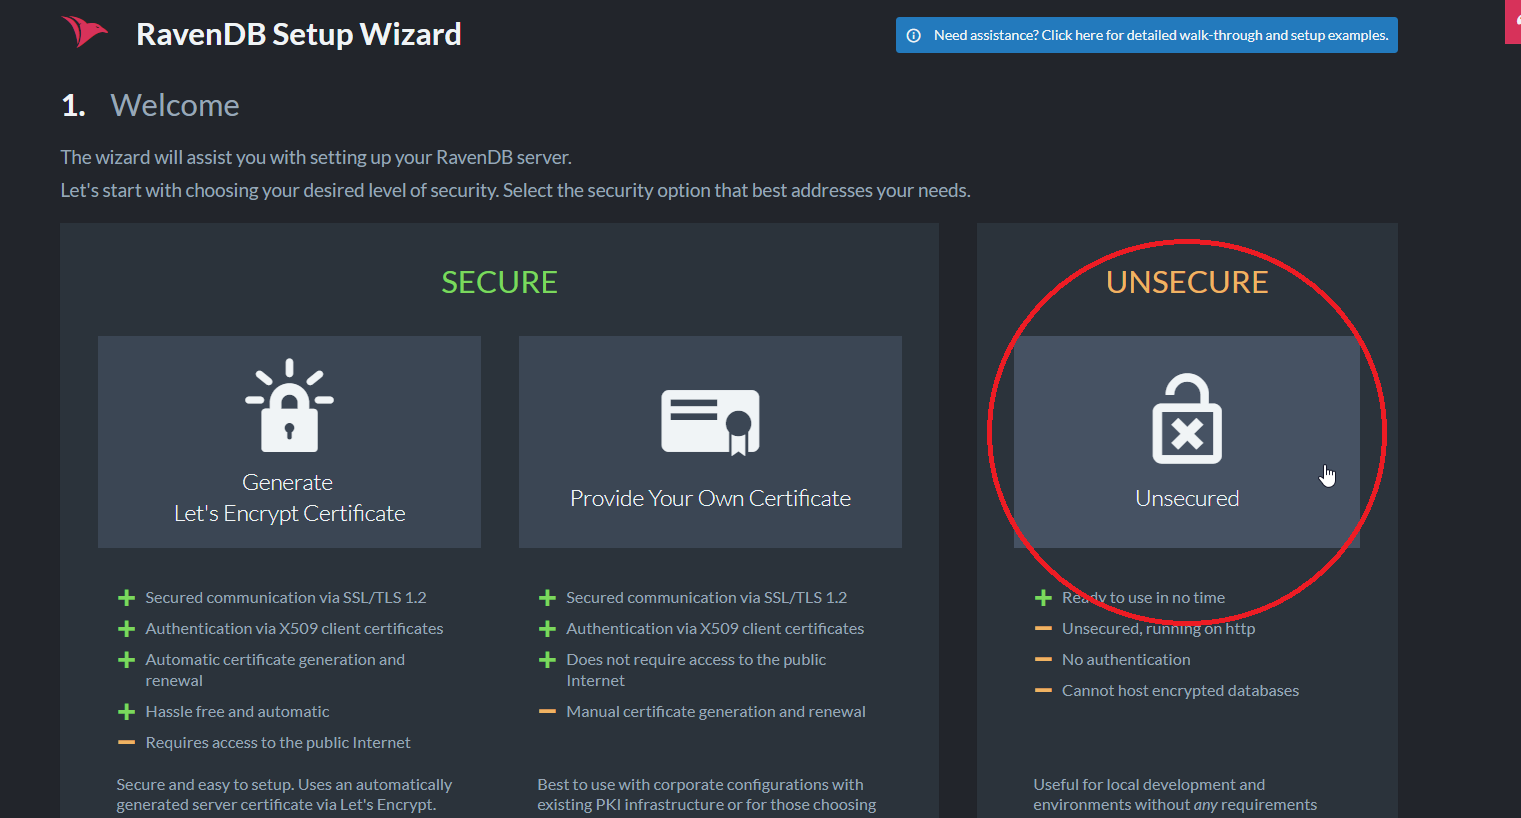 RavenDB Setup Wizard
Need assistance? Click here for detailed walk-through and setup examples.
1. Welcome
The wizard will assist you with setting up your RavenDB server.
Let's start with choosing your desired level of security. Select the security option that best addresses your needs.
SECURE
Generate
Let's Encrypt Certificate
Secured communication via SSL/TLS 1.2
Authentication via X509 client certificates
Automatic certificate generation and
renewal
Hassle free and automatic
Requires access to the public Internet
Secure and easy to setup. Uses an automatically
generated server certificate via Let's Encrypt.
Provide Your Own Certificate
Secured communication via SSL/TLS 1.2
Authentication via X509 client certificates
Does not require access to the public
Internet
Manual certificate generation and renewal
Best to use with corporate configurations with
existing PKI infrastructure or for those choosing
UNSECURE
Unsecured
Ready to use in no time
Unsecured, running on http
No authentication
Cannot host encrypted databases
Useful for local development and
environments without any requirements